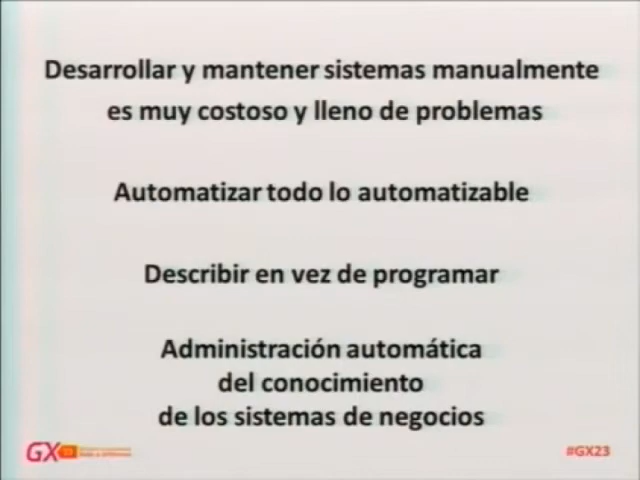 Desarrollar y mantener sistemas manualmente
es muy costoso y lleno de problemas
Automatizar todo lo automatizable
Describir en vez de programar
Administración automática
del conocimiento
de los sistemas de negocios
GX #GX23